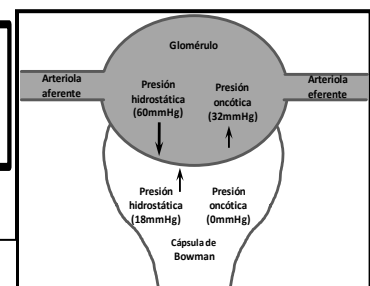 Glomérulo
Arteriola
aferente
Presión
hidrostática
(60mmHg)
Presión
oncótica
(32mmHg)
Arteriola
eferente
Presión
hidrostática
(18mmHg)
Presión
oncótica
(0mmHg)
Cápsula de
Bowman